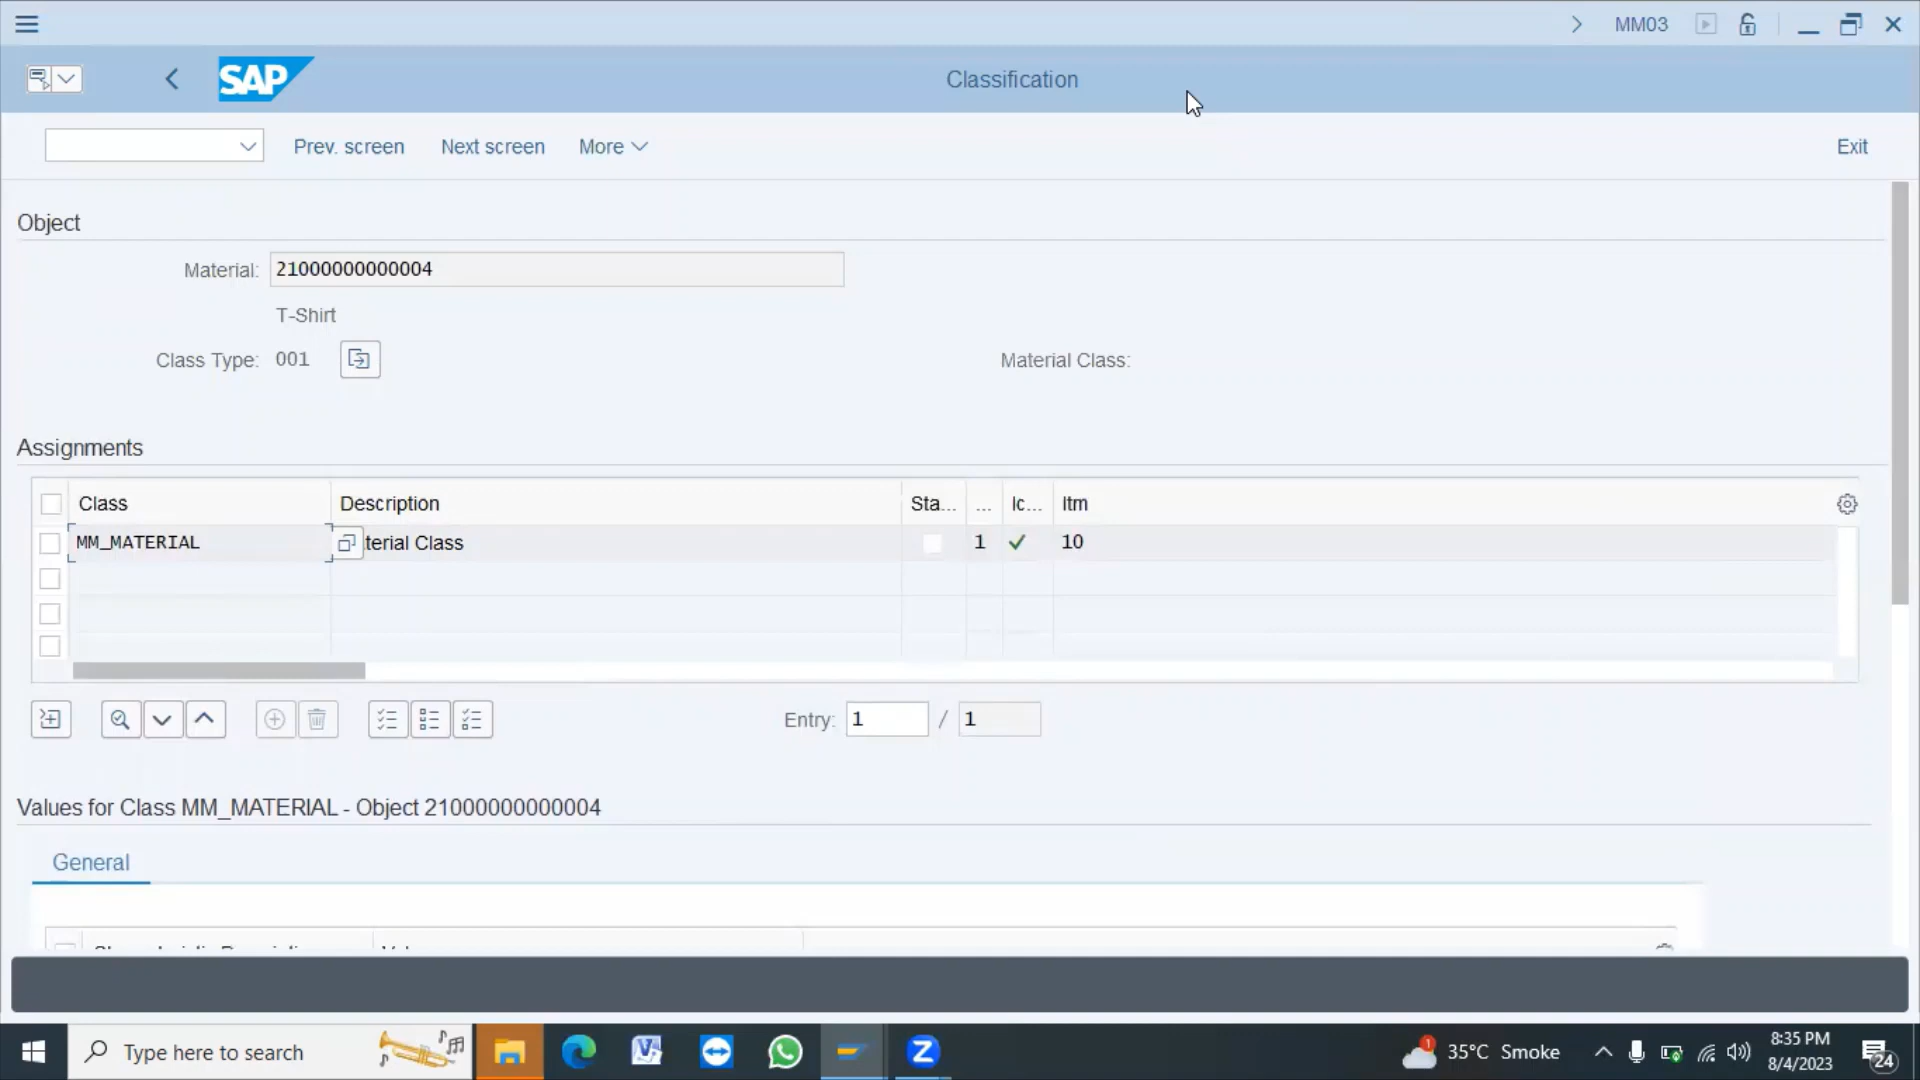 MM03
SAP
Classification
Prev. screen
Next screen
More
Exit
Object
Material: 21000000000004
T-Shirt
Class Type: 001
Material Class:
Assignments
Class Description Sta... ... Ic... Itm
MM_MATERIAL terial Class 1 10
Entry: 1 / 1
Values for Class MM_MATERIAL - Object 21000000000004
General
Type here to search
35°C Smoke
8:35 PM
8/4/2023
24